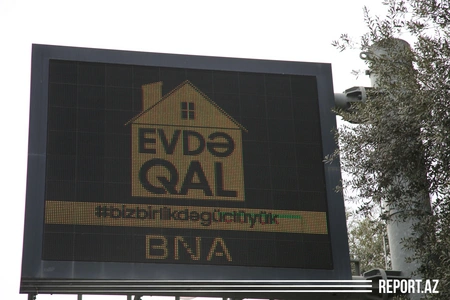 EVDƏ
QAL
#bizbirlikdəgüclüyük
BNA
REPORT.AZ